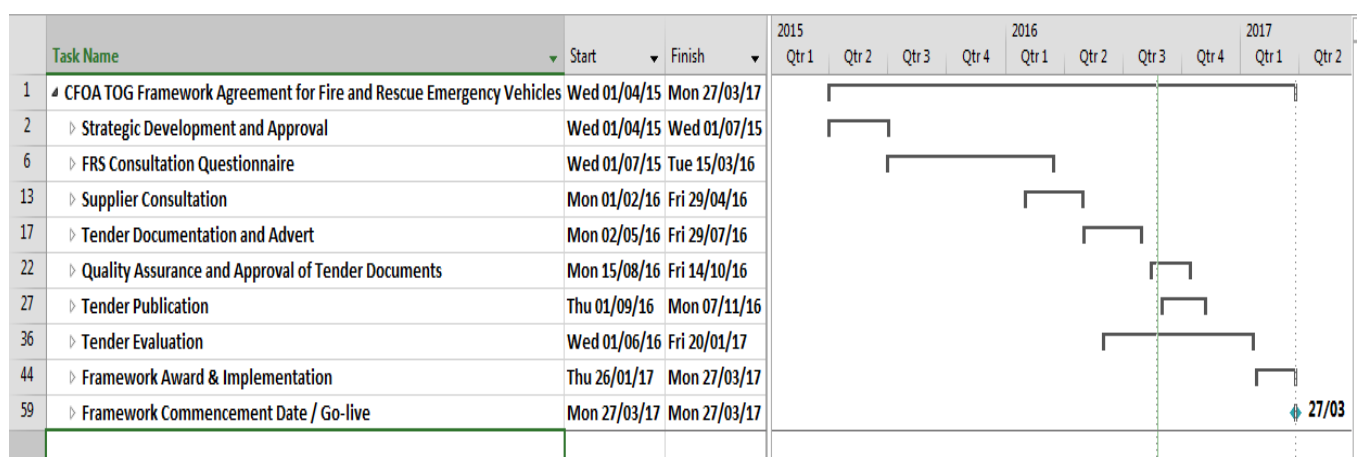 2015 2016 2017
Task Name Start Finish Qtr 1 Qtr 2 Qtr 3 Qtr 4 Qtr 1 Qtr 2 Qtr 3 Qtr 4 Qtr 1 Qtr 2
1 CFOA TOG Framework Agreement for Fire and Rescue Emergency Vehicles Wed 01/04/15 Mon 27/03/17
2 Strategic Development and Approval Wed 01/04/15 Wed 01/07/15
6 FRS Consultation Questionnaire Wed 01/07/15 Tue 15/03/16
13 Supplier Consultation Mon 01/02/16 Fri 29/04/16
17 Tender Documentation and Advert Mon 02/05/16 Fri 29/07/16
22 Quality Assurance and Approval of Tender Documents Mon 15/08/16 Fri 14/10/16
27 Tender Publication Thu 01/09/16 Mon 07/11/16
36 Tender Evaluation Wed 01/06/16 Fri 20/01/17
44 Framework Award & Implementation Thu 26/01/17 Mon 27/03/17
59 Framework Commencement Date / Go-live Mon 27/03/17 Mon 27/03/17 27/03